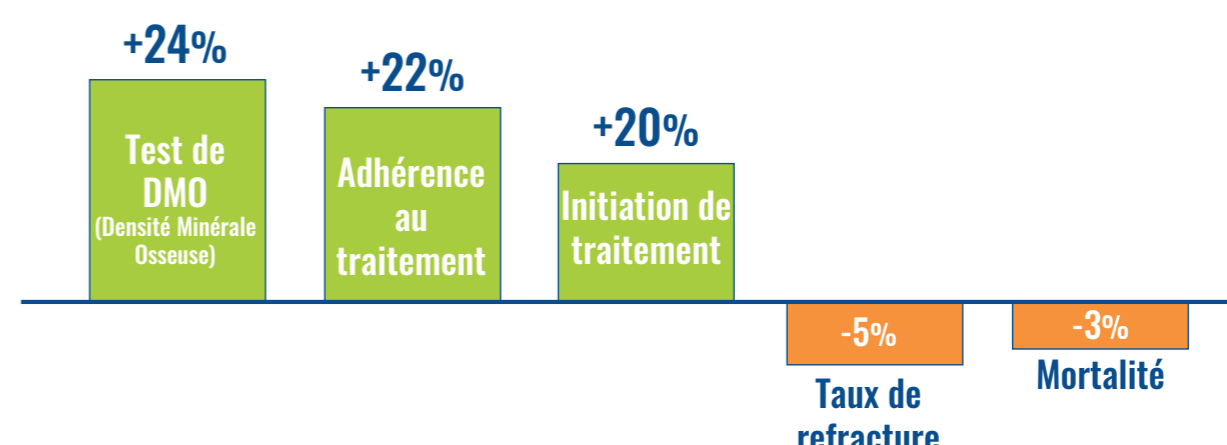 +24%
Test de
DMO
(Densité Minérale
Osseuse)
+22%
Adhérence
au
traitement
+20%
Initiation de
traitement
-5%
Taux de
refracture
-3%
Mortalité